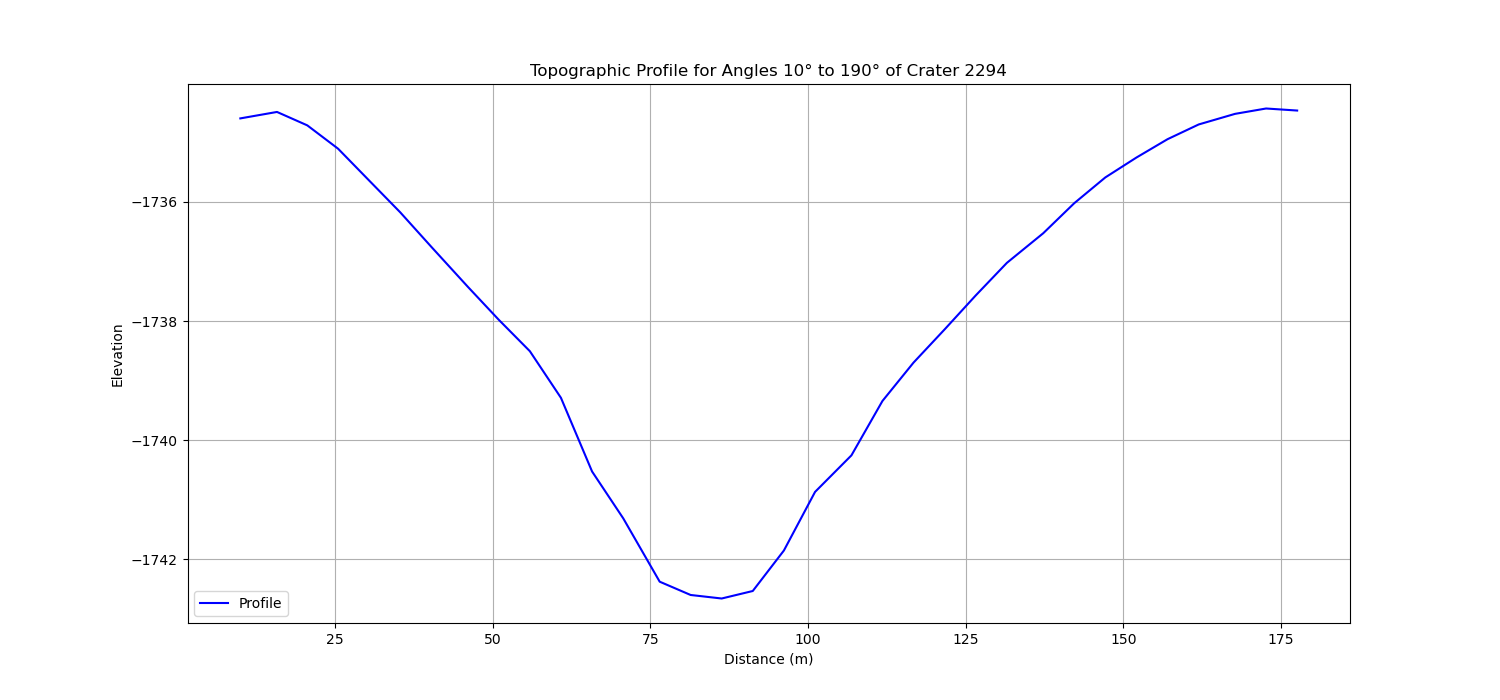 Topographic Profile for Angles 10° to 190° of Crater 2294
Elevation
−1736
−1738
−1740
−1742
Profile
25 50 75 100 125 150 175
Distance (m)